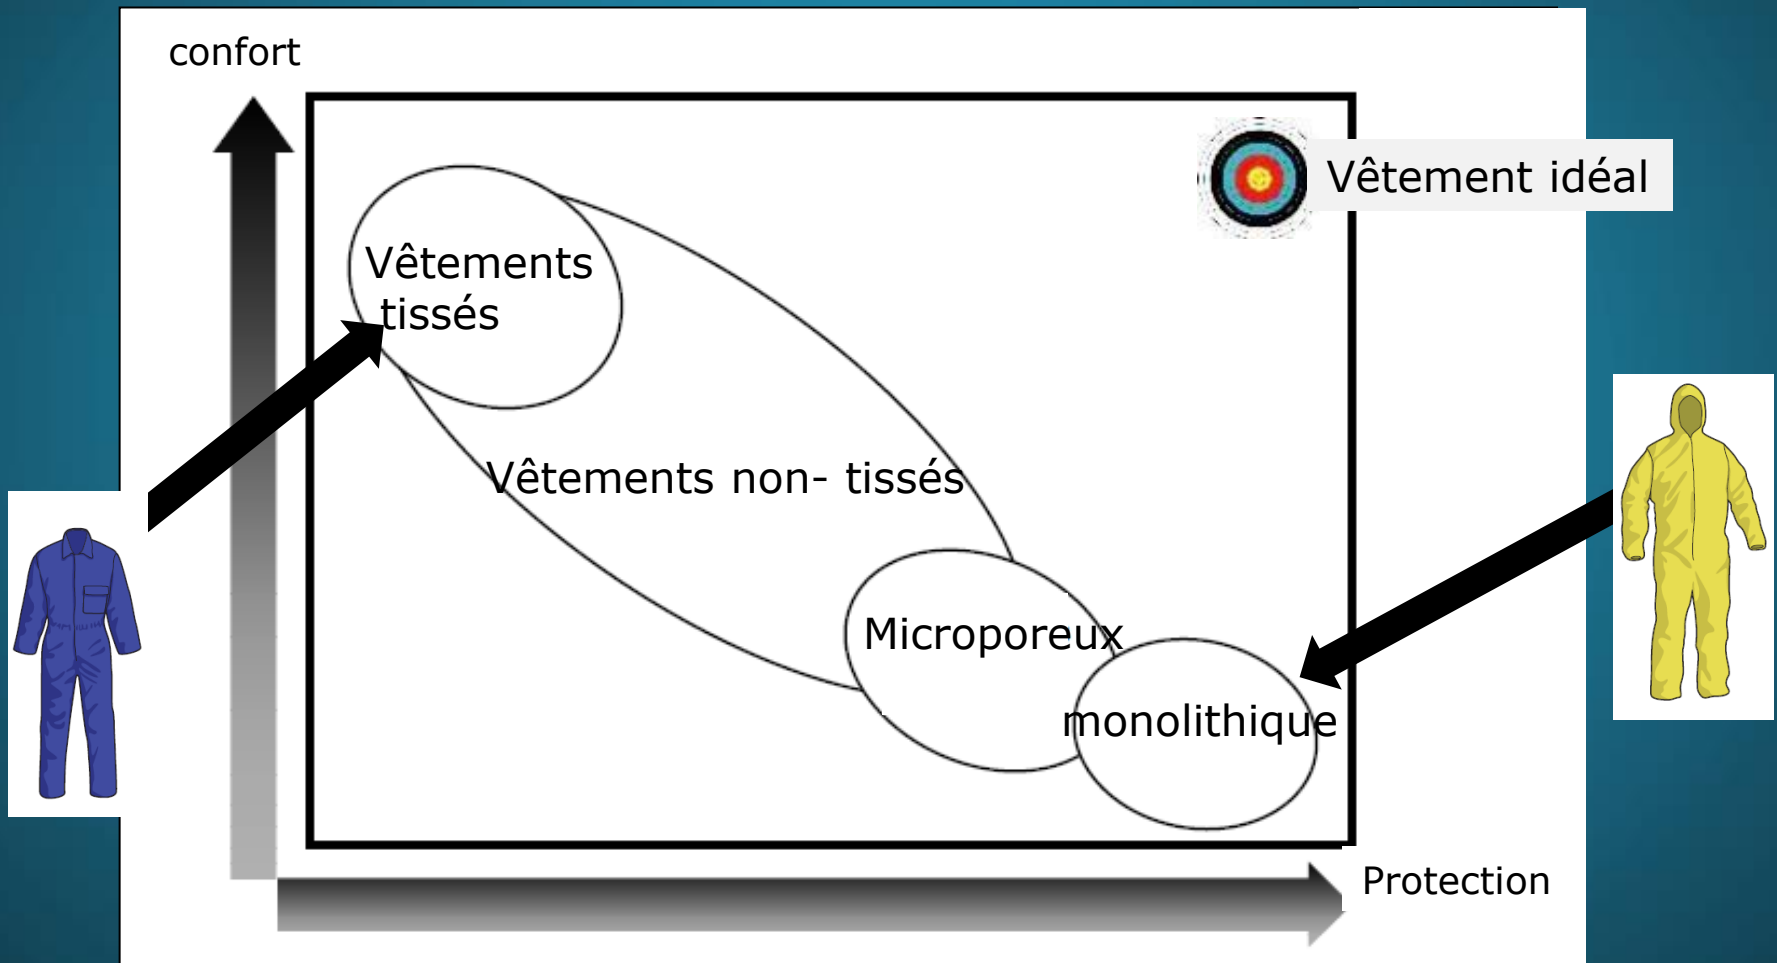 confort
Vêtement idéal
Vêtements
tissés
Vêtements non- tissés
Microporeux
monolithique
Protection